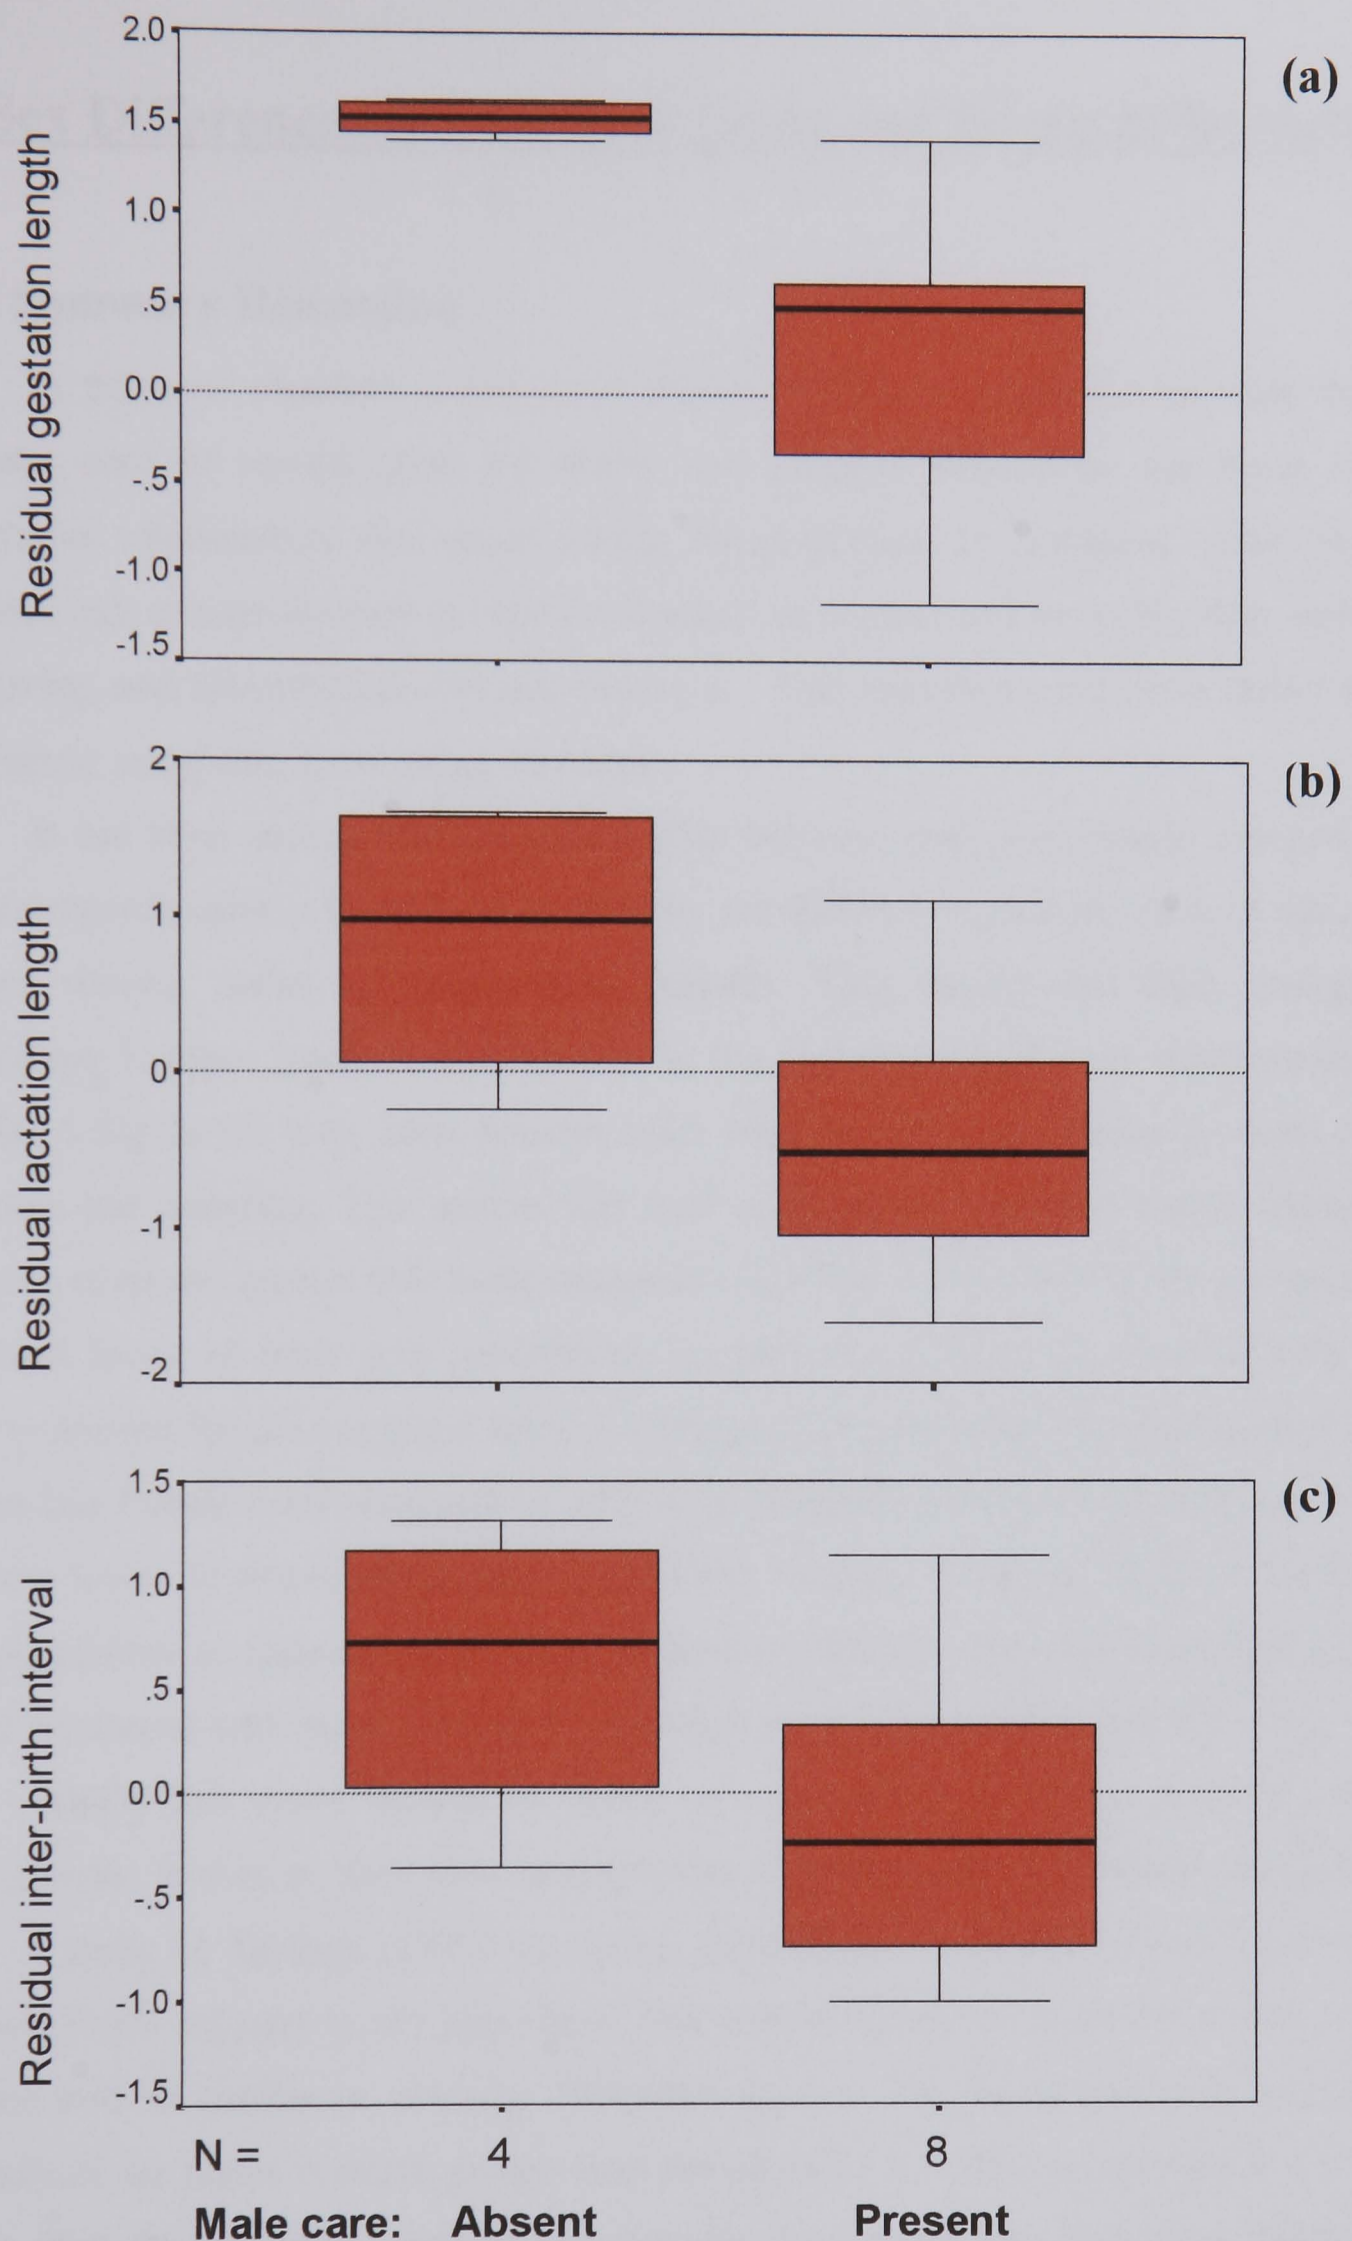 (a)
Residual gestation length
2.0
1.5
1.0
.5
0.0
-.5
-1.0
-1.5
(b)
Residual lactation length
2
1
0
-1
-2
(c)
Residual inter-birth interval
1.5
1.0
.5
0.0
-.5
-1.0
-1.5
N = 4 8
Male care: Absent Present